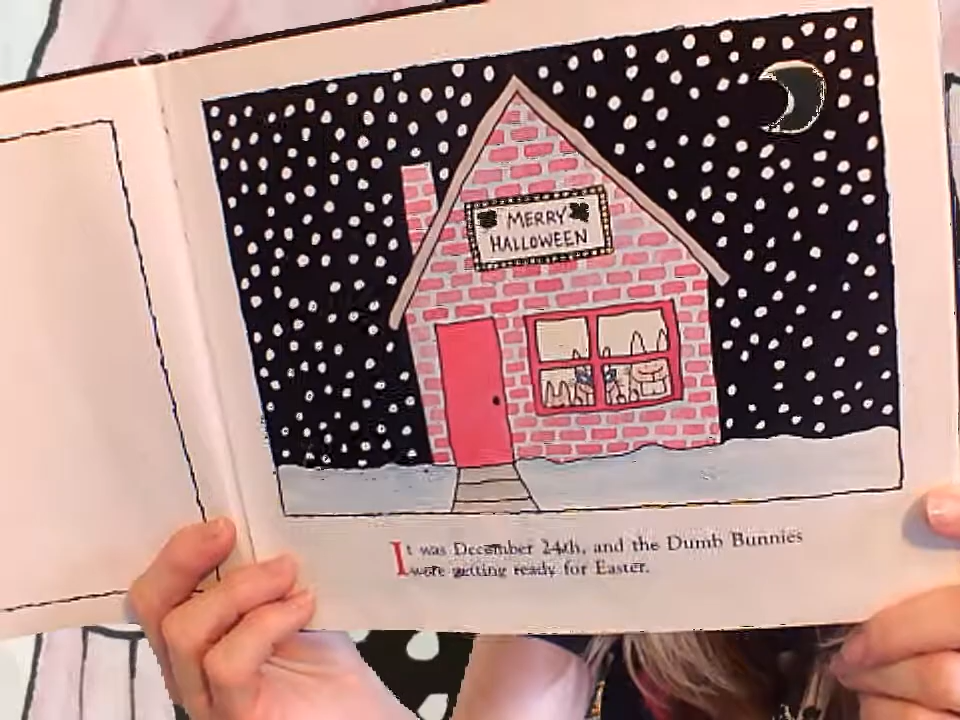 MERRY
HALLOWEEN
It was December 24th, and the Dumb Bunnies
were getting ready for Easter.